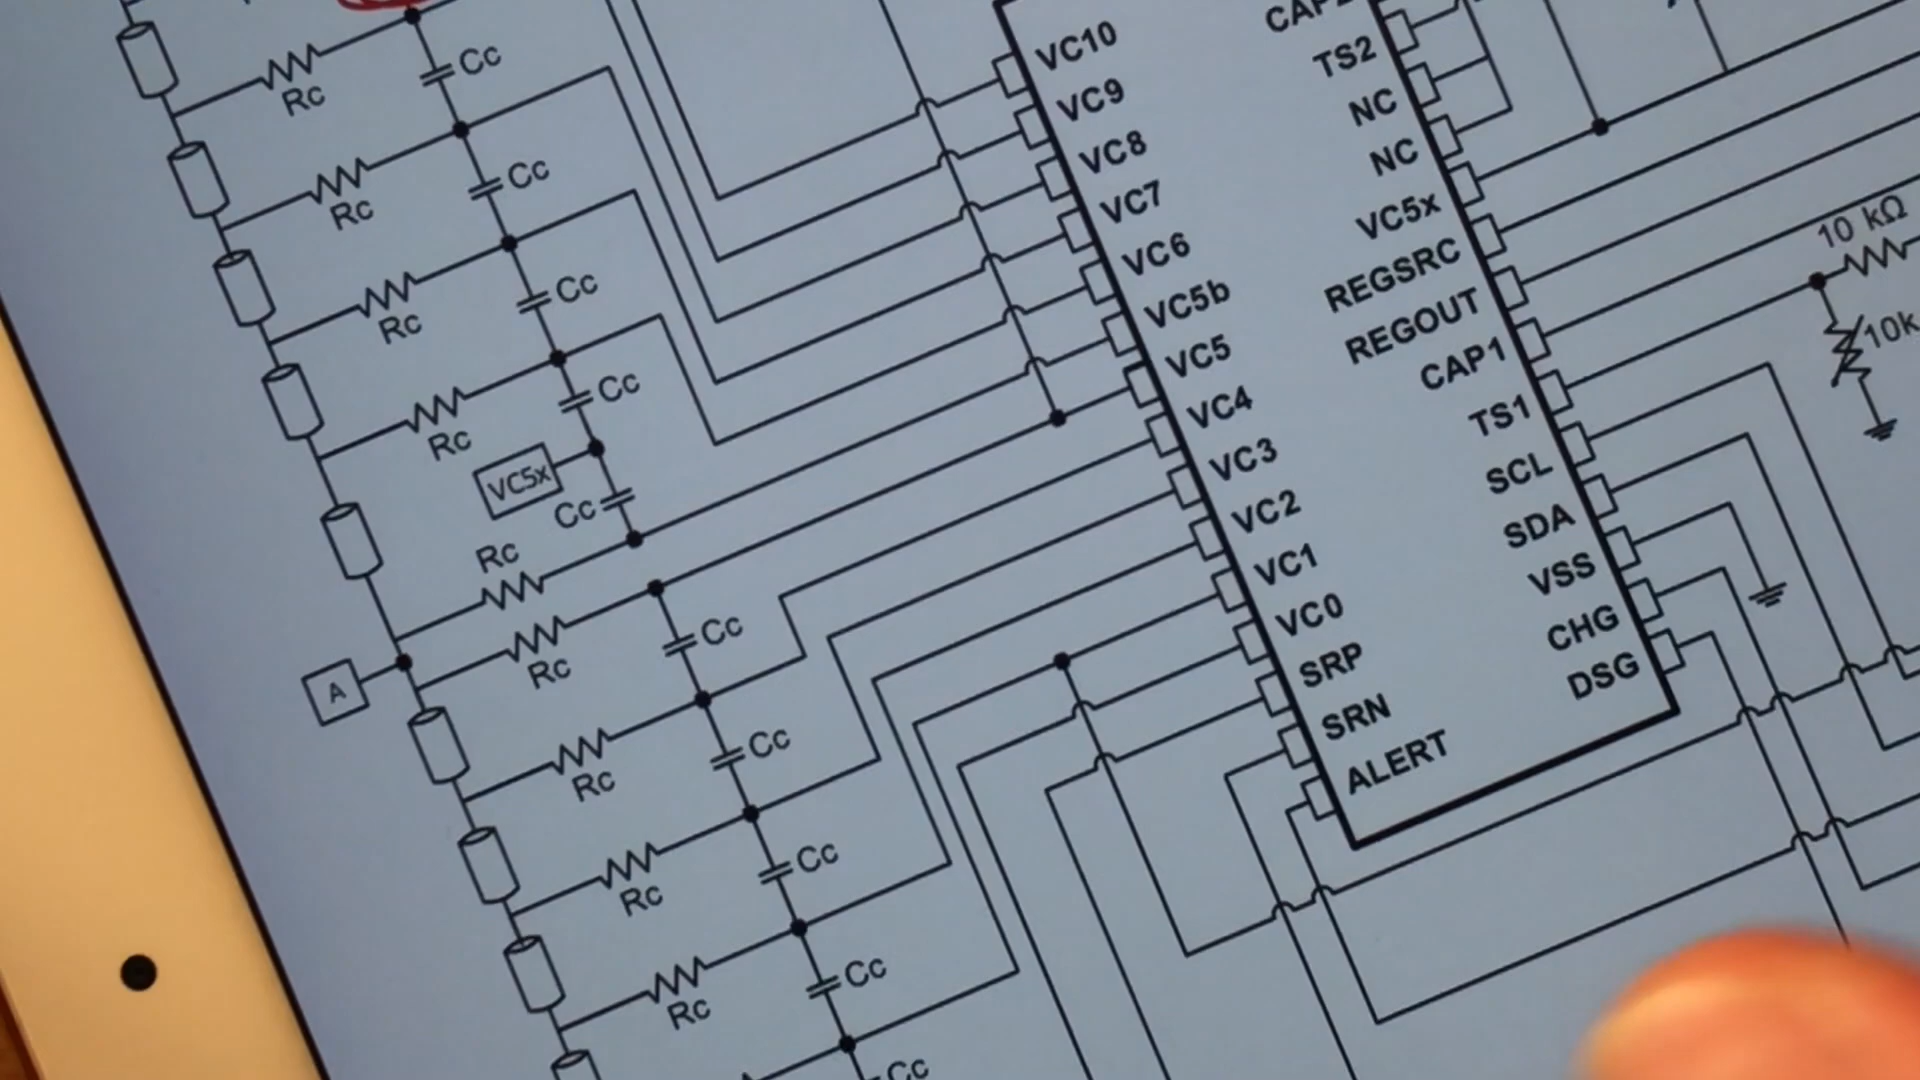 VC10
VC9
VC8
VC7
VC6
VC5b
VC5
VC4
VC3
VC2
VC1
VC0
SRP
SRN
ALERT
TS2
NC
NC
VC5x
REGSRC
REGOUT
CAP1
TS1
SCL
SDA
VSS
CHG
DSG
10 kΩ
10k
Cc
Rc
Cc
Rc
Cc
Rc
Cc
Rc
VC5x
Cc
Rc
A
Cc
Rc
Cc
Rc
Cc
Rc
Cc
Rc
Cc